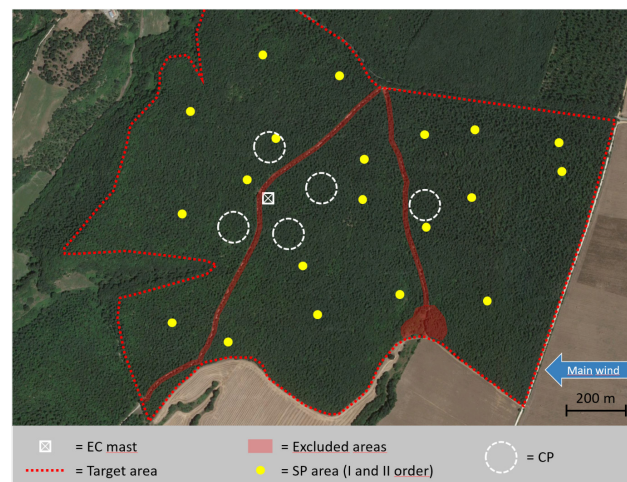 Main wind
200 m
= EC mast
= Excluded areas
= CP
= Target area
= SP area (I and II order)